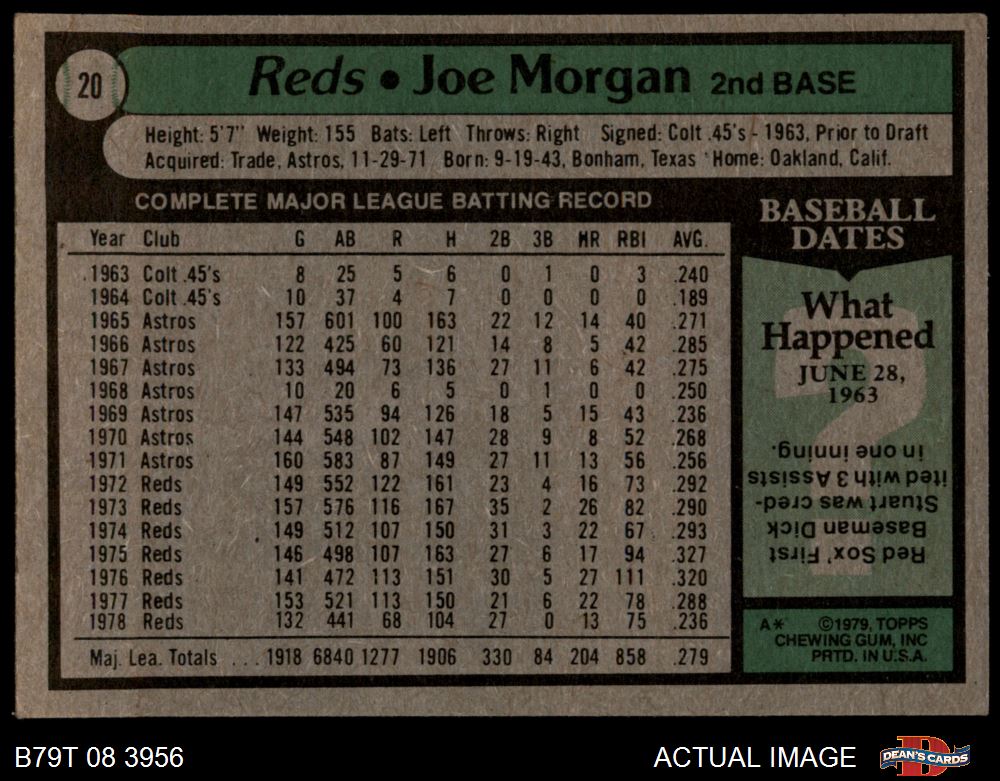 20
Reds • Joe Morgan 2nd BASE
Height: 5'7" Weight: 155 Bats: Left Throws: Right Signed: Colt .45's - 1963, Prior to Draft
Acquired: Trade, Astros, 11-29-71 Born: 9-19-43, Bonham, Texas Home: Oakland, Calif.
COMPLETE MAJOR LEAGUE BATTING RECORD
Year Club G AB R H 2B 3B HR RBI AVG.
1963 Colt .45's 8 25 5 6 0 1 0 3 .240
1964 Colt .45's 10 37 4 7 0 0 0 0 .189
1965 Astros 157 601 100 163 22 12 14 40 .271
1966 Astros 122 425 60 121 14 8 5 42 .285
1967 Astros 133 494 73 136 27 11 6 42 .275
1968 Astros 10 20 6 5 0 1 0 0 .250
1969 Astros 147 535 94 126 18 5 15 43 .236
1970 Astros 144 548 102 147 28 9 8 52 .268
1971 Astros 160 583 87 149 27 11 13 56 .256
1972 Reds 149 552 122 161 23 4 16 73 .292
1973 Reds 157 576 116 167 35 2 26 82 .290
1974 Reds 149 512 107 150 31 3 22 67 .293
1975 Reds 146 498 107 163 27 6 17 94 .327
1976 Reds 141 472 113 151 30 5 27 111 .320
1977 Reds 153 521 113 150 21 6 22 78 .288
1978 Reds 132 441 68 104 27 0 13 75 .236
Maj. Lea. Totals ... 1918 6840 1277 1906 330 84 204 858 .279
BASEBALL
DATES
What
Happened
JUNE 28,
1963
?
Red Sox' First
Baseman Dick
Stuart was cred-
ited with 3 Assists
in one inning.
A* ©1979, TOPPS
CHEWING GUM, INC
PRTD. IN U.S.A.
B79T 08 3956
ACTUAL IMAGE
D
DEAN'S CARDS